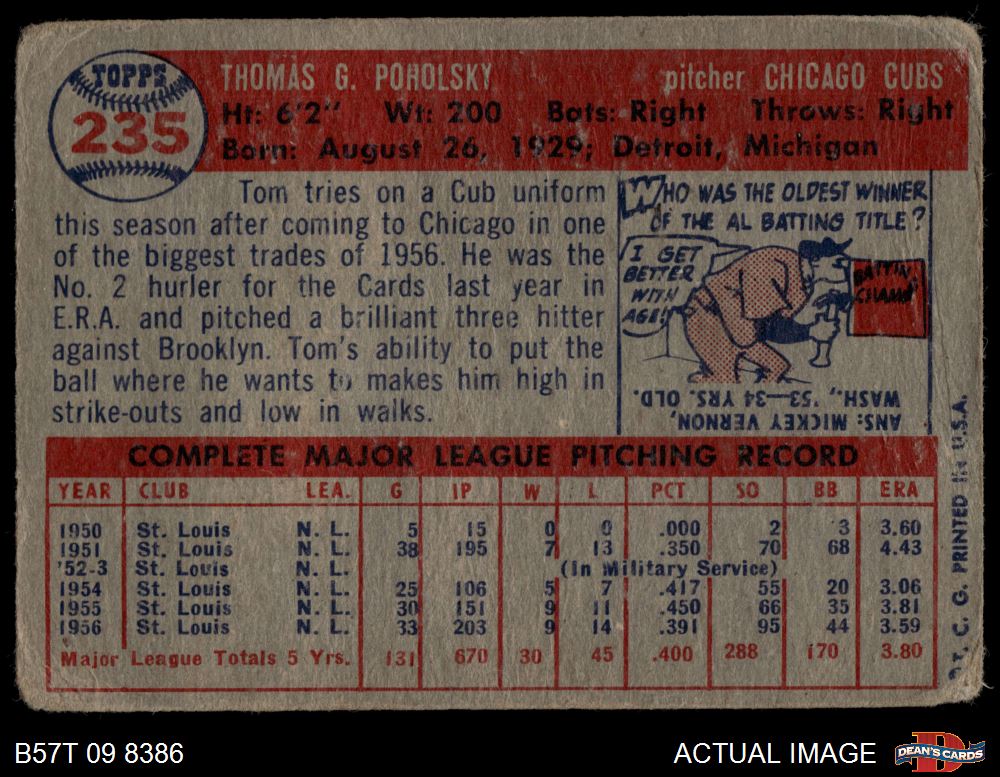 TOPPS
235
THOMAS G. POHOLSKY pitcher CHICAGO CUBS
Ht: 6'2" Wt: 200 Bats: Right Throws: Right
Born: August 26, 1929; Detroit, Michigan
Tom tries on a Cub uniform
this season after coming to Chicago in one
of the biggest trades of 1956. He was the
No. 2 hurler for the Cards last year in
E.R.A. and pitched a brilliant three hitter
against Brooklyn. Tom's ability to put the
ball where he wants to makes him high in
strike-outs and low in walks.
WHO WAS THE OLDEST WINNER
OF THE AL BATTING TITLE?
I GET
BETTER
WITH
AGE!
BATTIN'
CHAMP
ANS: MICKEY VERNON,
WASH., '53—34 YRS. OLD.
COMPLETE MAJOR LEAGUE PITCHING RECORD
YEAR CLUB LEA. G IP W L PCT SO BB ERA
1950 St. Louis N. L. 5 15 0 0 .000 2 3 3.60
1951 St. Louis N. L. 38 195 7 13 .350 70 68 4.43
'52-3 St. Louis N. L. (In Military Service)
1954 St. Louis N. L. 25 106 5 7 .417 55 20 3.06
1955 St. Louis N. L. 30 151 9 11 .450 66 35 3.81
1956 St. Louis N. L. 33 203 9 14 .391 95 44 3.59
Major League Totals 5 Yrs. 131 670 30 45 .400 288 170 3.80
T. C. G. PRINTED IN U.S.A.
B57T 09 8386
ACTUAL IMAGE
DEAN'S CARDS